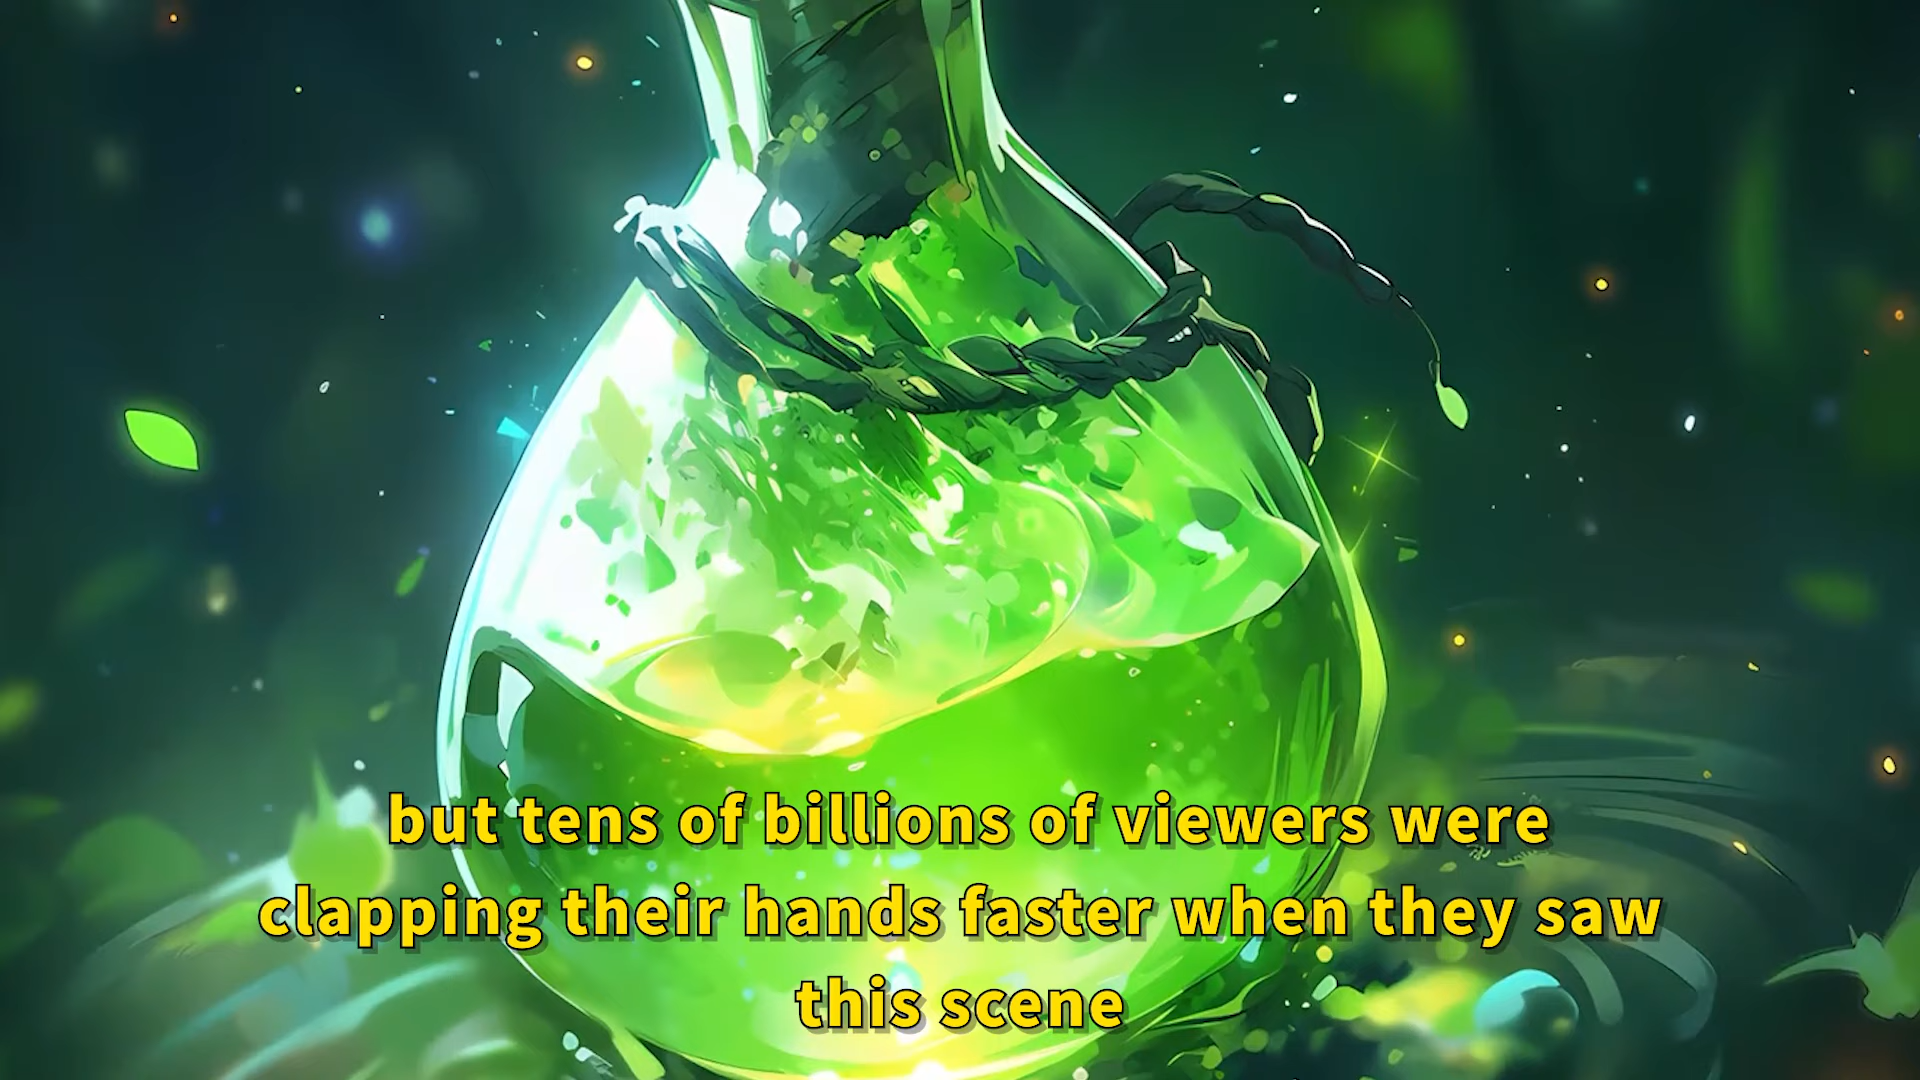 but tens of billions of viewers were
clapping their hands faster when they saw
this scene